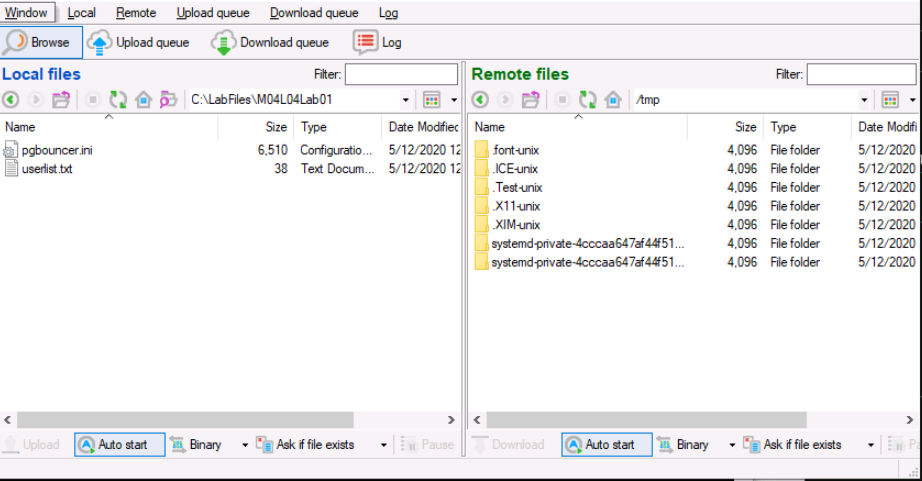 Window Local Remote Upload queue Download queue Log
Browse Upload queue Download queue Log
Local files Filter:
C:\LabFiles\M04L04Lab01
Name Size Type Date Modified
pgbouncer.ini 6,510 Configuratio... 5/12/2020 12
userlist.txt 38 Text Docum... 5/12/2020 12
Upload Auto start Binary Ask if file exists Pause
Remote files Filter:
/tmp
Name Size Type Date Modifi
.font-unix 4,096 File folder 5/12/2020
.ICE-unix 4,096 File folder 5/12/2020
.Test-unix 4,096 File folder 5/12/2020
.X11-unix 4,096 File folder 5/12/2020
.XIM-unix 4,096 File folder 5/12/2020
systemd-private-4cccaa647af44f51... 4,096 File folder 5/12/2020
systemd-private-4cccaa647af44f51... 4,096 File folder 5/12/2020
Download Auto start Binary Ask if file exists Pa